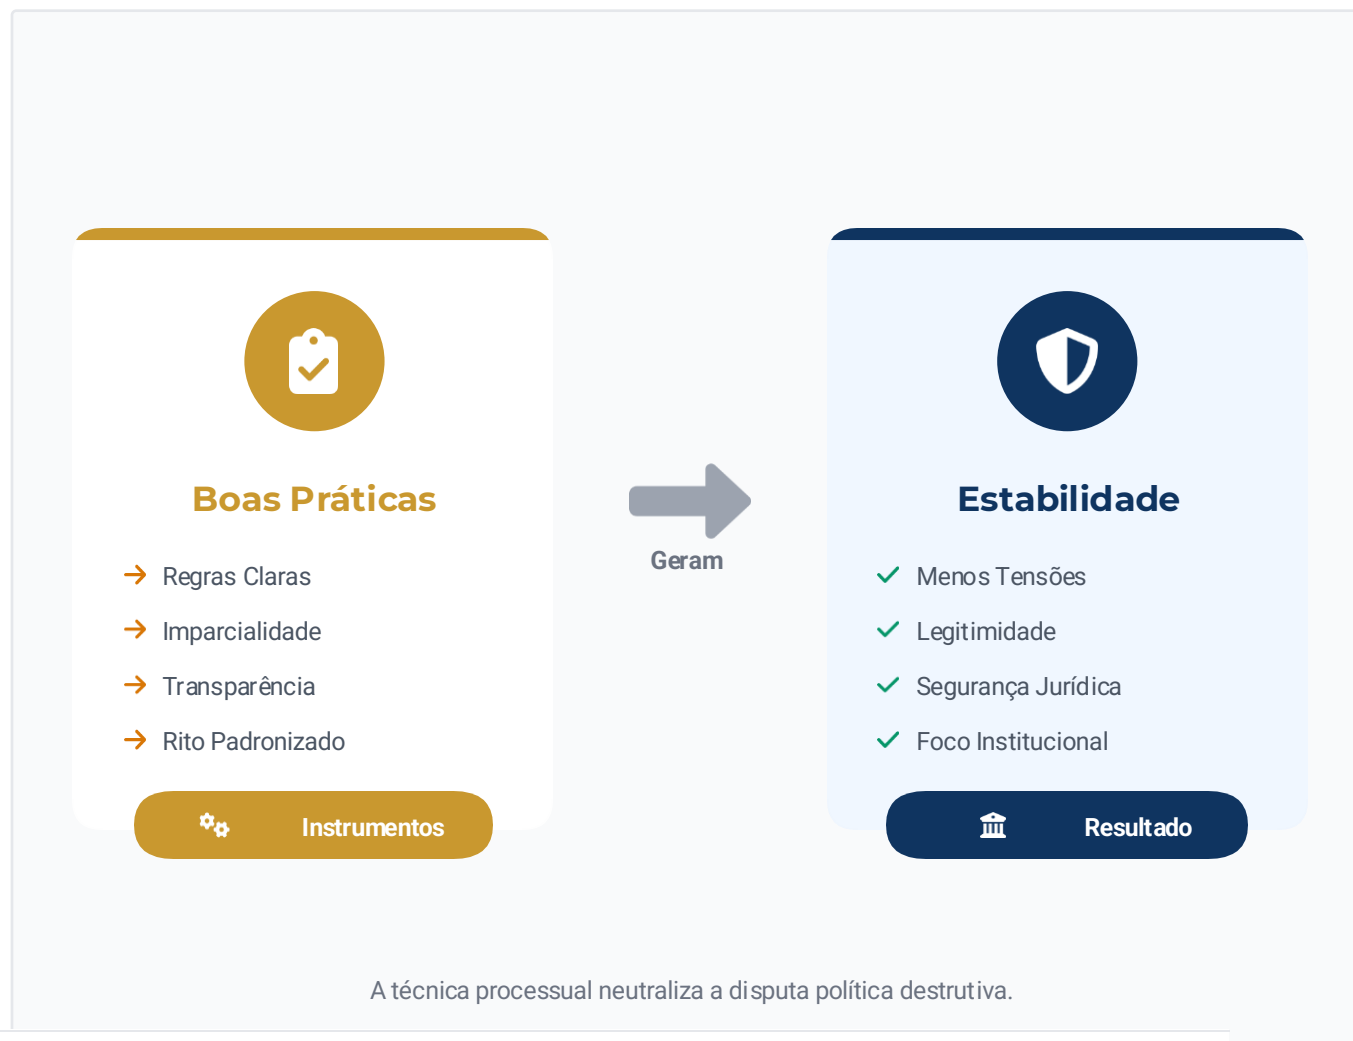 Boas Práticas
Regras Claras
Imparcialidade
Transparência
Rito Padronizado
Instrumentos
Geram
Estabilidade
Menos Tensões
Legitimidade
Segurança Jurídica
Foco Institucional
Resultado
A técnica processual neutraliza a disputa política destrutiva.